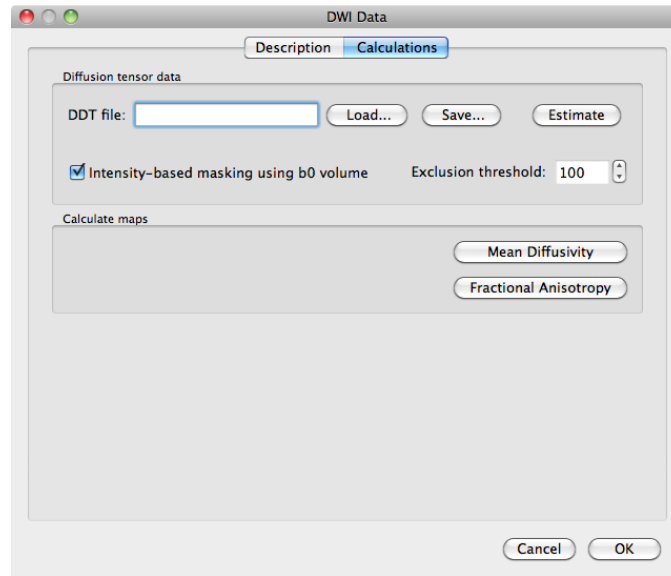 DWI Data
Description Calculations
Diffusion tensor data
DDT file: Load... Save... Estimate
Intensity-based masking using b0 volume Exclusion threshold: 100
Calculate maps
Mean Diffusivity
Fractional Anisotropy
Cancel OK